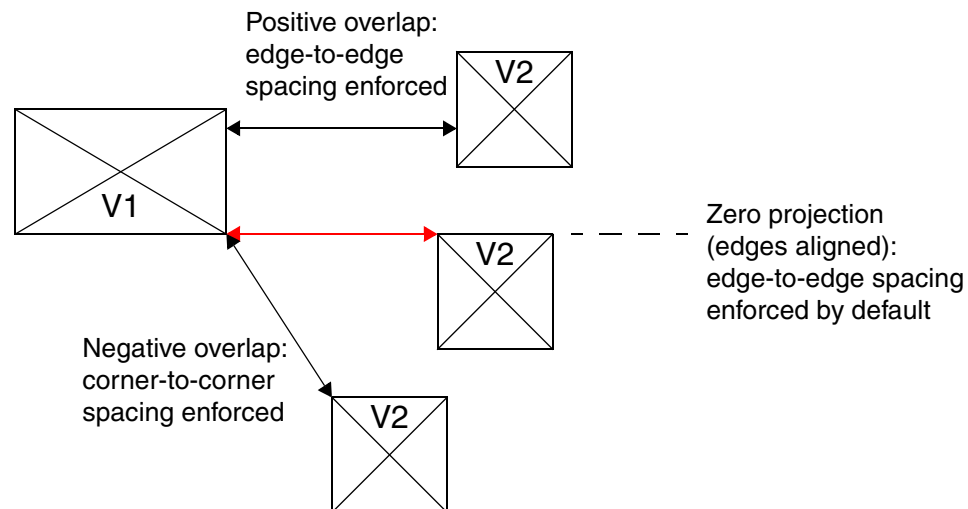 Positive overlap:
edge-to-edge
spacing enforced
V2
V1
Zero projection
(edges aligned):
edge-to-edge spacing
enforced by default
V2
Negative overlap:
corner-to-corner
spacing enforced
V2